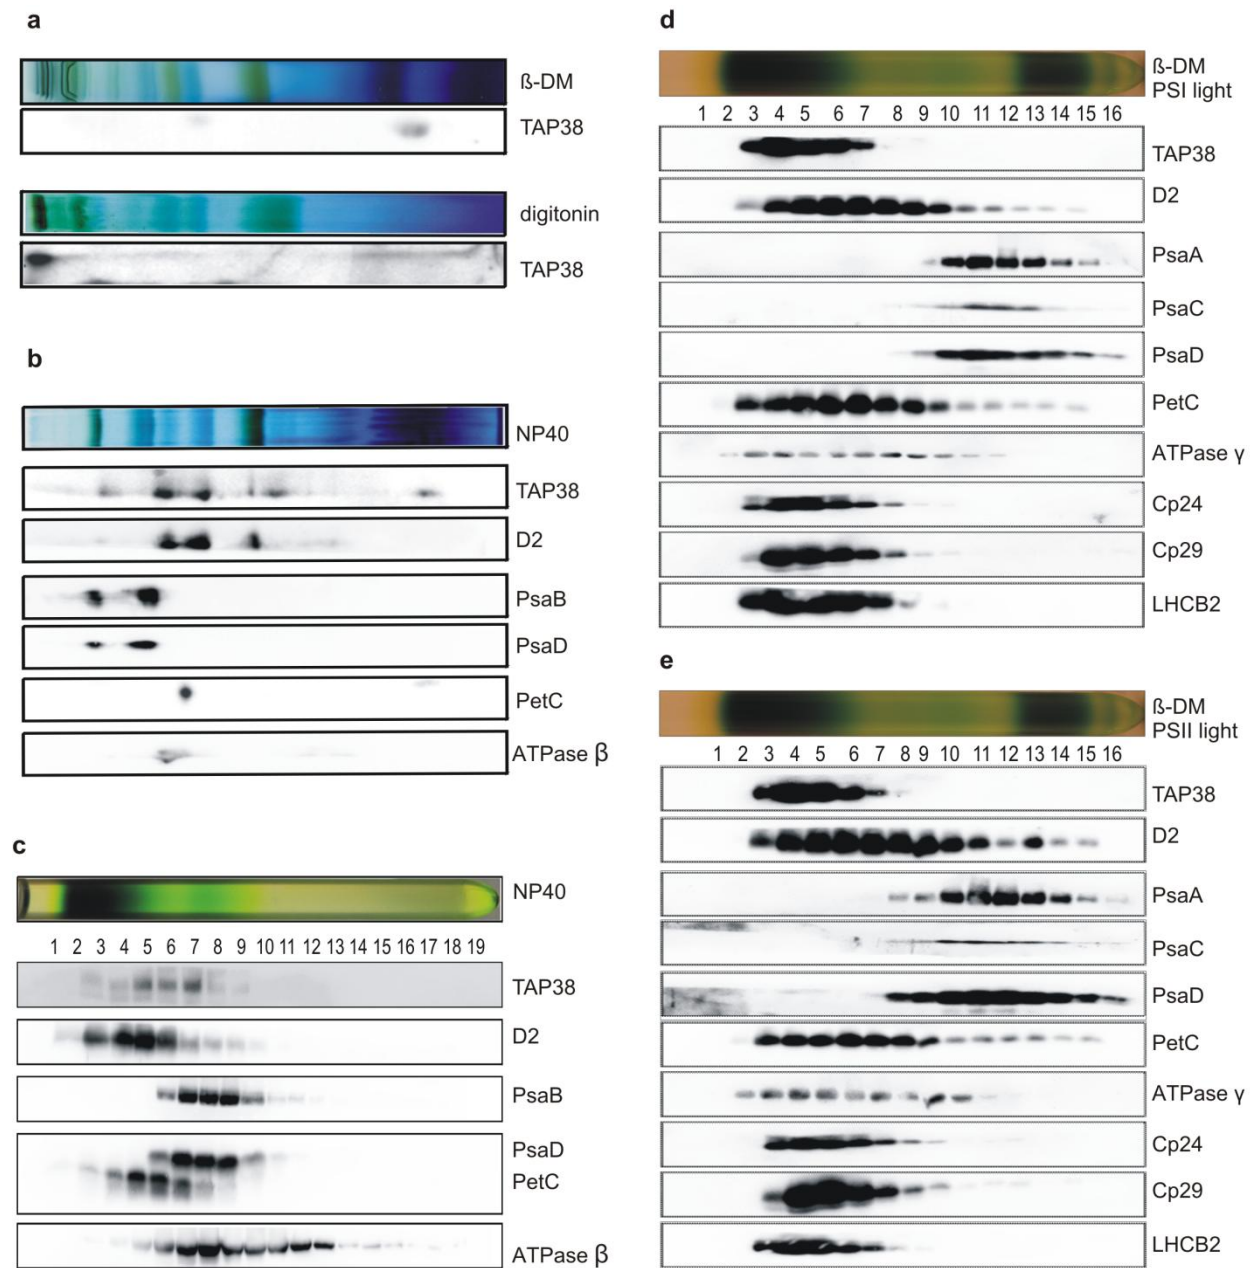 a
ß-DM
TAP38
digitonin
TAP38
b
NP40
TAP38
D2
PsaB
PsaD
PetC
ATPase β
c
NP40
1 2 3 4 5 6 7 8 9 10 11 12 13 14 15 16 17 18 19
TAP38
D2
PsaB
PsaD
PetC
ATPase β
d
ß-DM
PSI light
1 2 3 4 5 6 7 8 9 10 11 12 13 14 15 16
TAP38
D2
PsaA
PsaC
PsaD
PetC
ATPase γ
Cp24
Cp29
LHCB2
e
ß-DM
PSII light
1 2 3 4 5 6 7 8 9 10 11 12 13 14 15 16
TAP38
D2
PsaA
PsaC
PsaD
PetC
ATPase γ
Cp24
Cp29
LHCB2